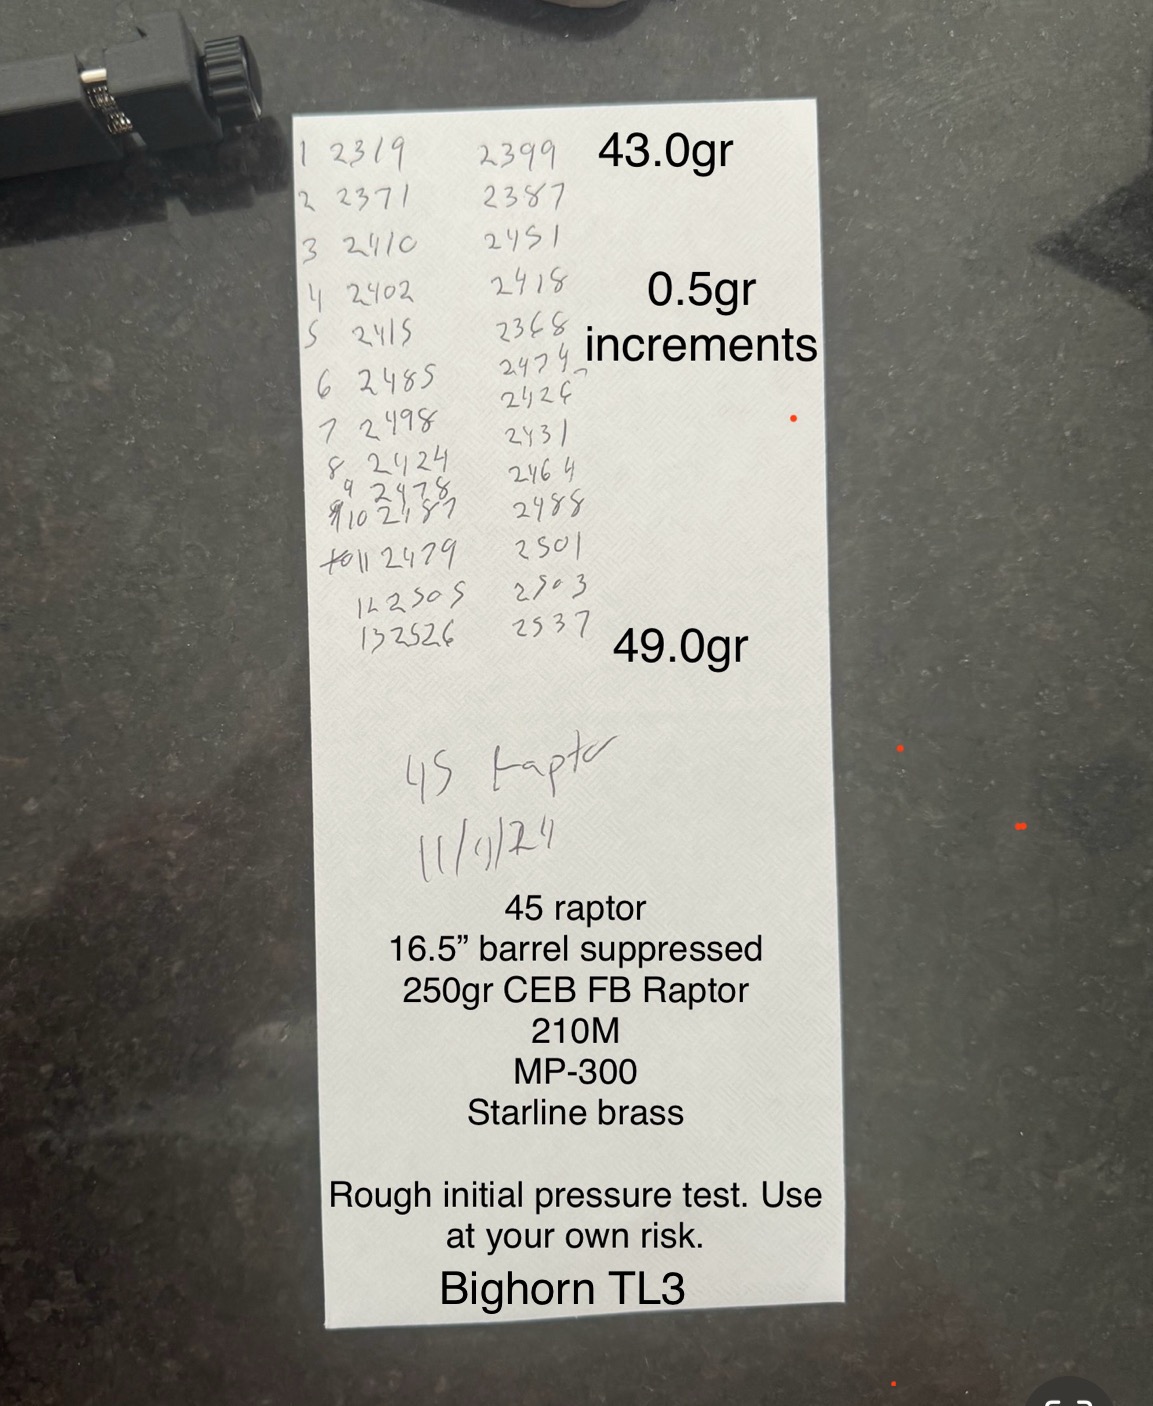 1 2319 2399 43.0gr
2 2371 2387
3 2410 2451
4 2402 2418 0.5gr
5 2415 2368 increments
6 2485 2474
7 2498 2426
8 2424 2431
9 2478 2464
10 2487 2488
11 2479 2501
12 2505 2503
13 2526 2537 49.0gr
45 raptor
45 raptor
16.5” barrel suppressed
250gr CEB FB Raptor
210M
MP-300
Starline brass
Rough initial pressure test. Use
at your own risk.
Bighorn TL3